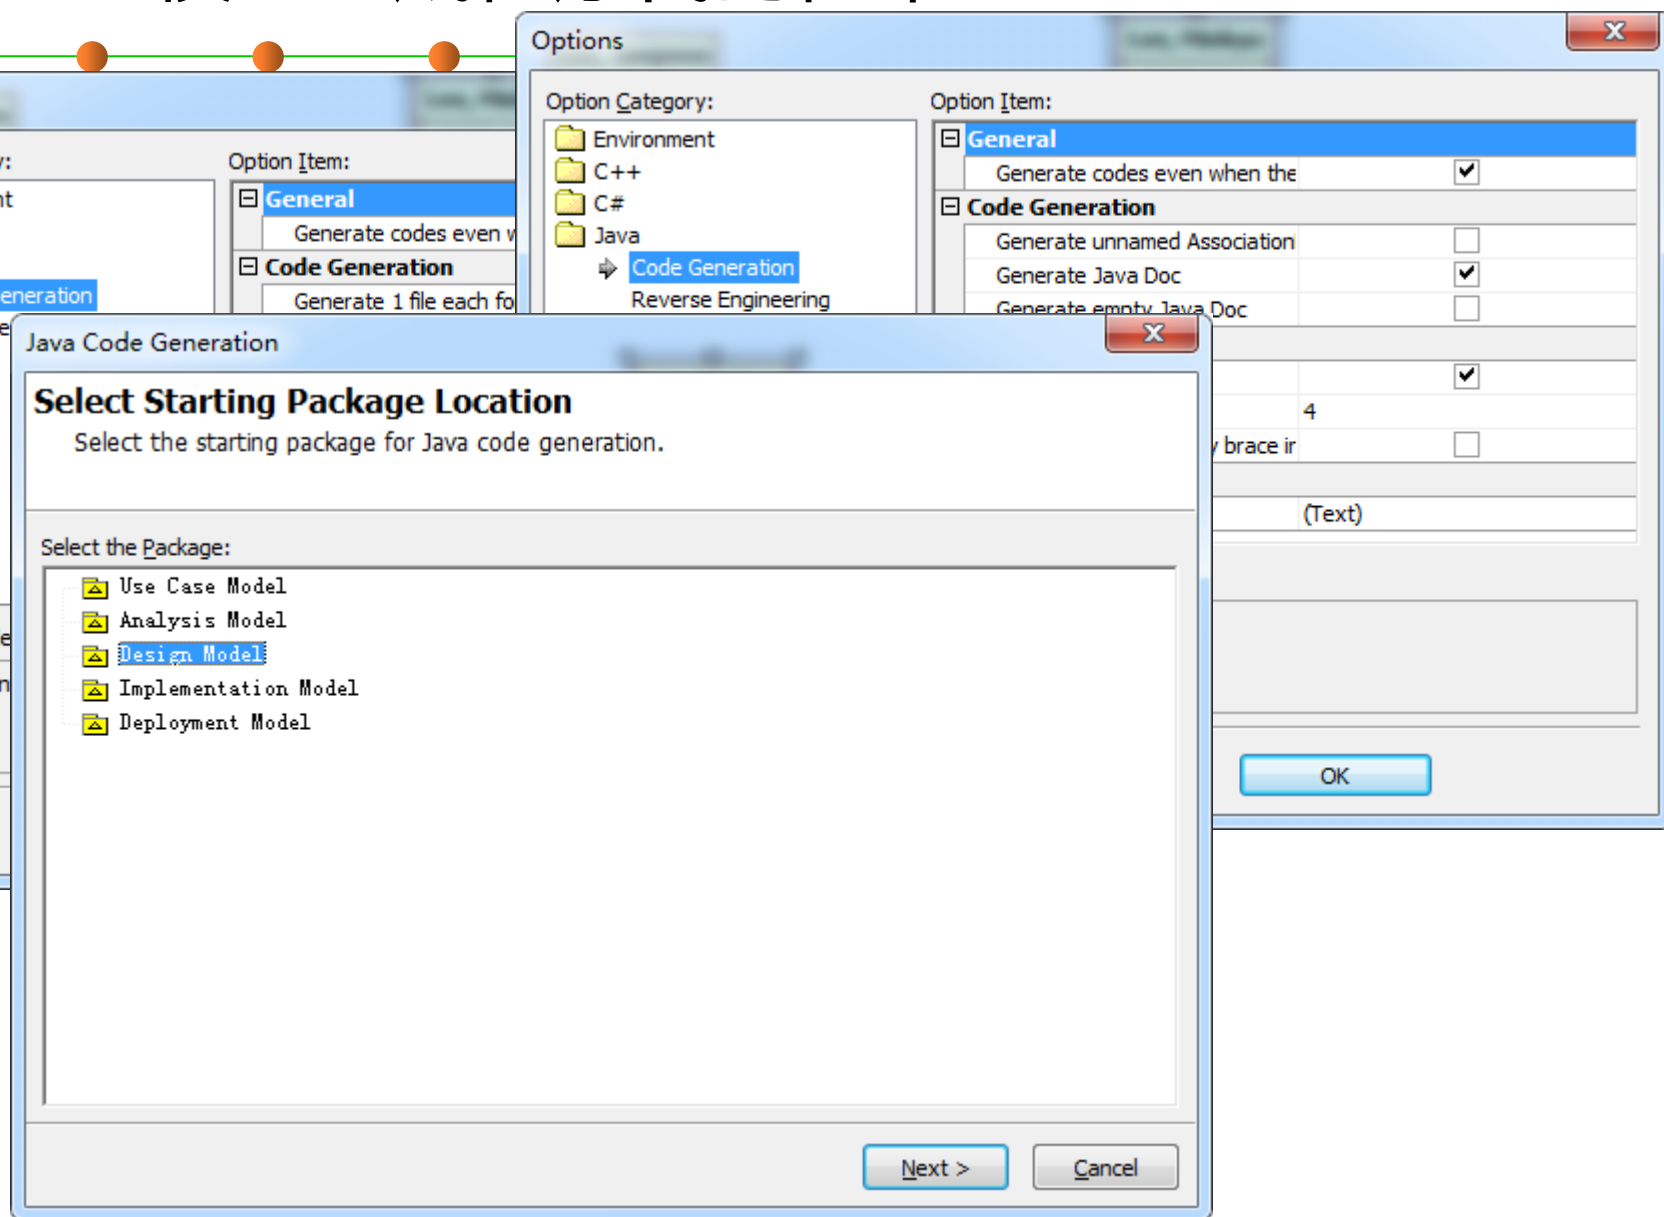 Options
Option Category:
Option Item:
Environment
C++
C#
Java
Code Generation
Reverse Engineering
General
Generate codes even when the
Code Generation
Generate unnamed Association
Generate Java Doc
Generate empty Java Doc
4
brace ir
(Text)
OK
Option Item:
General
Generate codes even w
Code Generation
Generate 1 file each fo
eneration
Java Code Generation
Select Starting Package Location
Select the starting package for Java code generation.
Select the Package:
Use Case Model
Analysis Model
Design Model
Implementation Model
Deployment Model
Next >
Cancel